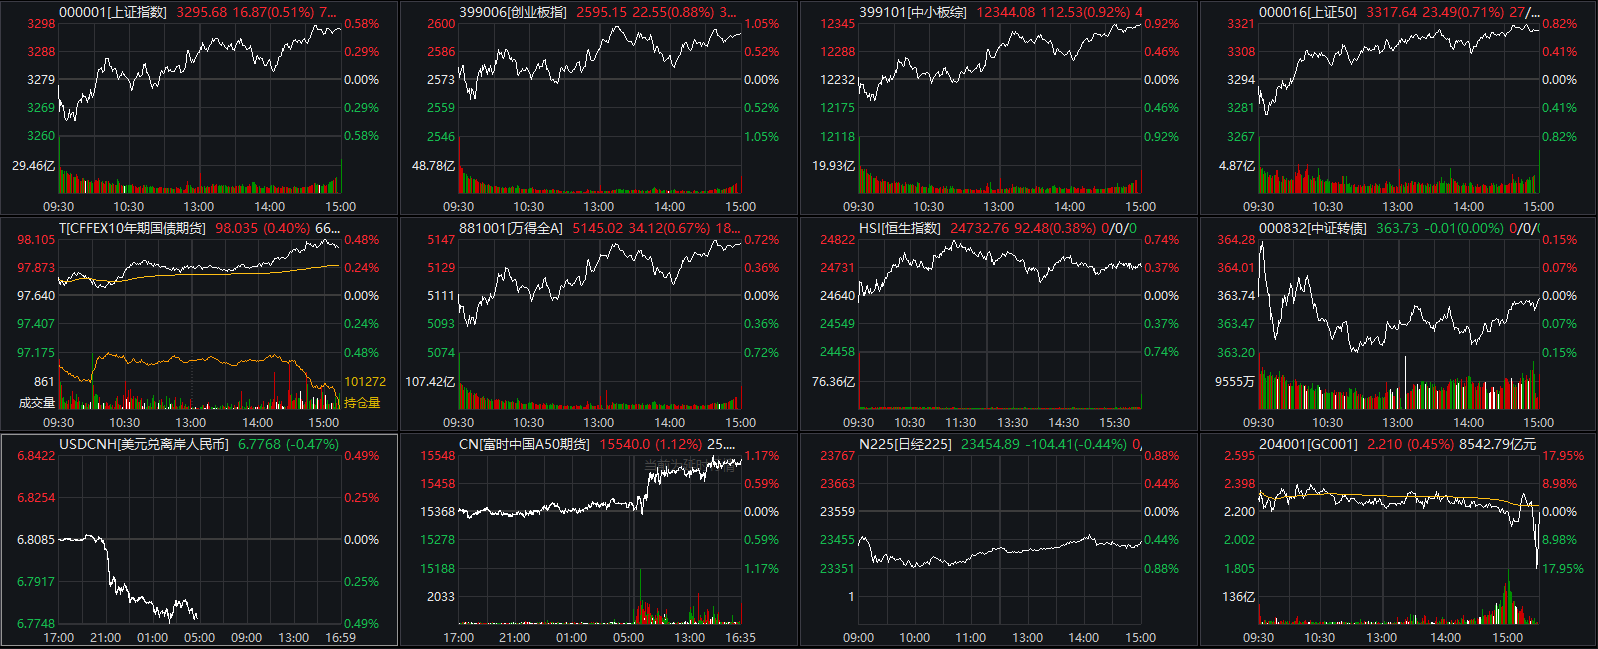 000001[上证指数] 3295.68 16.87(0.51%) 7...
3298 0.58%
3288 0.29%
3279 0.00%
3269 0.29%
3260 0.58%
29.46亿
09:30 10:30 13:00 14:00 15:00
399006[创业板指] 2595.15 22.55(0.88%) 3...
2600 1.05%
2586 0.52%
2573 0.00%
2559 0.52%
2546 1.05%
48.78亿
09:30 10:30 13:00 14:00 15:00
399101[中小板综] 12344.08 112.53(0.92%) 4
12345 0.92%
12288 0.46%
12232 0.00%
12175 0.46%
12118 0.92%
19.93亿
09:30 10:30 13:00 14:00 15:00
000016[上证50] 3317.64 23.49(0.71%) 27/...
3321 0.82%
3308 0.41%
3294 0.00%
3281 0.41%
3267 0.82%
4.87亿
09:30 10:30 13:00 14:00 15:00
T[CFFEX10年期国债期货] 98.035 (0.40%) 66...
98.105 0.48%
97.873 0.24%
97.640 0.00%
97.407 0.24%
97.175 0.48%
861 101272
成交量 持仓量
09:30 10:30 13:00 14:00 15:00
881001[万得全A] 5145.02 34.12(0.67%) 18...
5147 0.72%
5129 0.36%
5111 0.00%
5093 0.36%
5074 0.72%
107.42亿
09:30 10:30 13:00 14:00 15:00
HSI[恒生指数] 24732.76 92.48(0.38%) 0/0/0
24822 0.74%
24731 0.37%
24640 0.00%
24549 0.37%
24458 0.74%
76.36亿
09:30 10:30 11:30 13:30 14:30 15:30
000832[中证转债] 363.73 -0.01(0.00%) 0/0/
364.28 0.15%
364.01 0.07%
363.74 0.00%
363.47 0.07%
363.20 0.15%
9555万
09:30 10:30 13:00 14:00 15:00
USDCNH[美元兑离岸人民币] 6.7768 (-0.47%)
6.8422 0.49%
6.8254 0.25%
6.8085 0.00%
6.7917 0.25%
6.7748 0.49%
17:00 21:00 01:00 05:00 09:00 13:00 16:59
CN[富时中国A50期货] 15540.0 (1.12%) 25....
15548 1.17%
15458 0.59%
15368 0.00%
15278 0.59%
15188 1.17%
2033
17:00 21:00 01:00 05:00 13:00 16:35
N225[日经225] 23454.89 -104.41(-0.44%) 0,
23767 0.88%
23663 0.44%
23559 0.00%
23455 0.44%
23351 0.88%
1
09:00 10:00 11:00 13:00 14:00 15:00
204001[GC001] 2.210 (0.45%) 8542.79亿元
2.595 17.95%
2.398 8.98%
2.200 0.00%
2.002 8.98%
1.805 17.95%
136亿
09:30 10:30 13:00 14:00 15:00